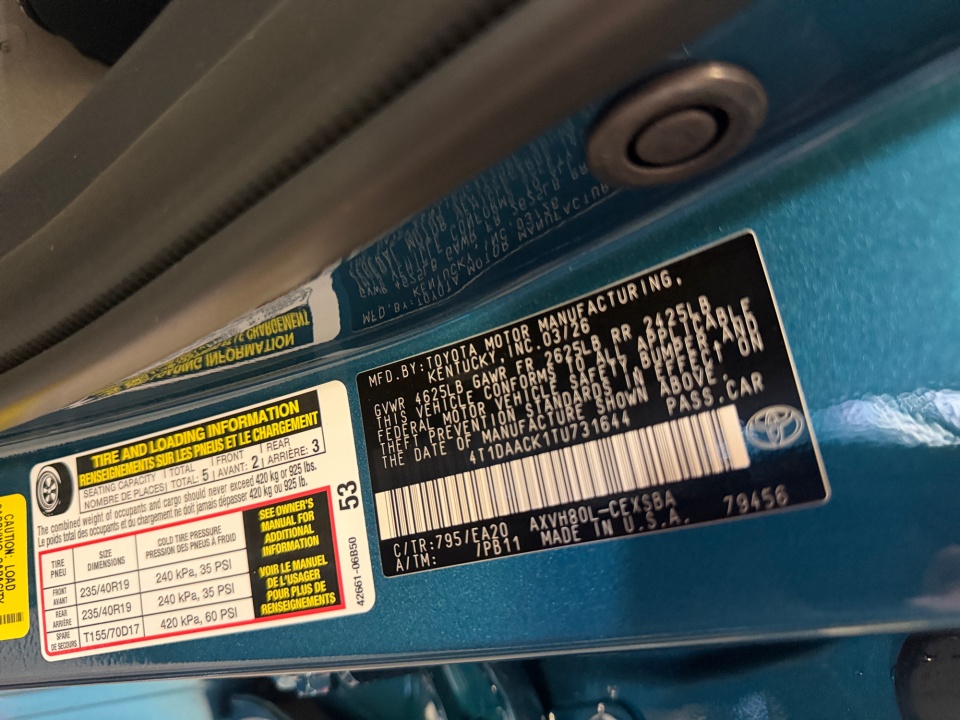 MFD.BY: TOYOTA MOTOR MANUFACTURING,
KENTUCKY, INC. 03/26
GVWR 4625LB GAWR FR 2625LB RR 2425LB
THIS VEHICLE CONFORMS TO ALL APPLICABLE
FEDERAL MOTOR VEHICLE SAFETY, BUMPER, AND
THEFT PREVENTION STANDARDS IN EFFECT ON
THE DATE OF MANUFACTURE SHOWN ABOVE.
4T1DAACK1TU731644 PASS.CAR
C/TR: 795/EA20 AXVH80L-CEXSBA 79456
A/TM: /PB11 MADE IN U.S.A.
TIRE AND LOADING INFORMATION
RENSEIGNEMENTS SUR LES PNEUS ET LE CHARGEMENT
SEATING CAPACITY TOTAL 5 FRONT 2 REAR 3
NOMBRE DE PLACES TOTAL: AVANT: ARRIÈRE:
The combined weight of occupants and cargo should never exceed 420 kg or 925 lbs.
Le poids total des occupants et du chargement ne doit jamais dépasser 420 kg ou 925 lb.
TIRE SIZE COLD TIRE PRESSURE
PNEU DIMENSIONS PRESSION DES PNEUS À FROID
FRONT 235/40R19 240 kPa, 35 PSI
AVANT
REAR 235/40R19 240 kPa, 35 PSI
ARRIÈRE
SPARE T155/70D17 420 kPa, 60 PSI
DE SECOURS
SEE OWNER'S
MANUAL FOR
ADDITIONAL
INFORMATION
VOIR LE MANUEL
DE L'USAGER
POUR PLUS DE
RENSEIGNEMENTS
53
42661-06B50
CAUTION: LOAD
CARRYING CAPACITY